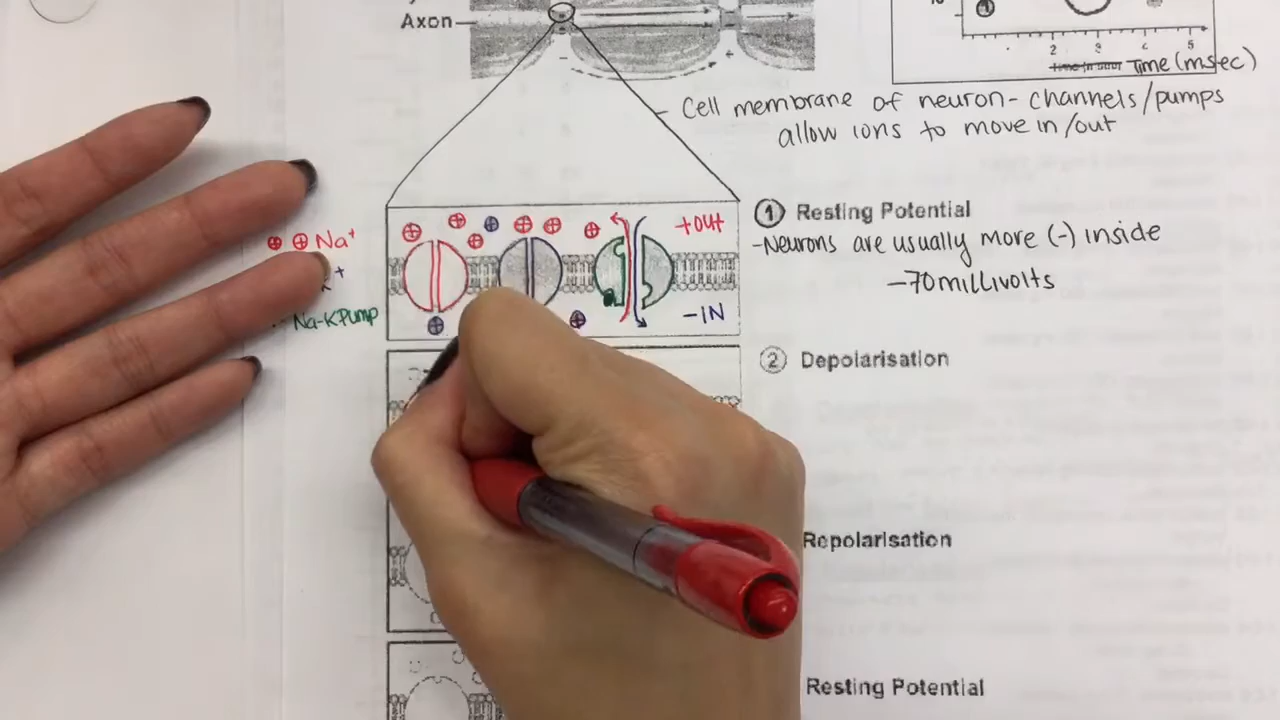 Axon
2 3 5
Time (msec)
Cell membrane of neuron - channels/pumps
allow ions to move in/out
1 Resting Potential
-Neurons are usually more (-) inside
-70 millivolts
+out
-IN
Na+
+
Na-K Pump
2 Depolarisation
Repolarisation
Resting Potential